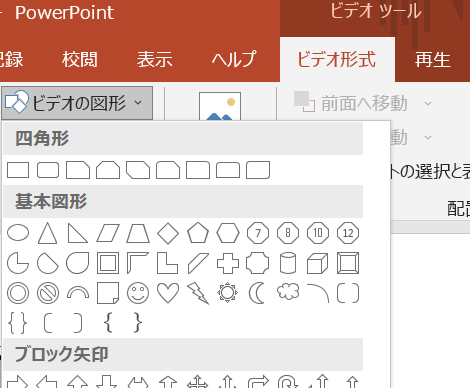 PowerPoint
ビデオ ツール
記録 校閲 表示 ヘルプ ビデオ形式 再生
ビデオの図形
前面へ移動
四角形
動
トの選択と表
基本図形
配置
7 8 10 12
ブロック矢印